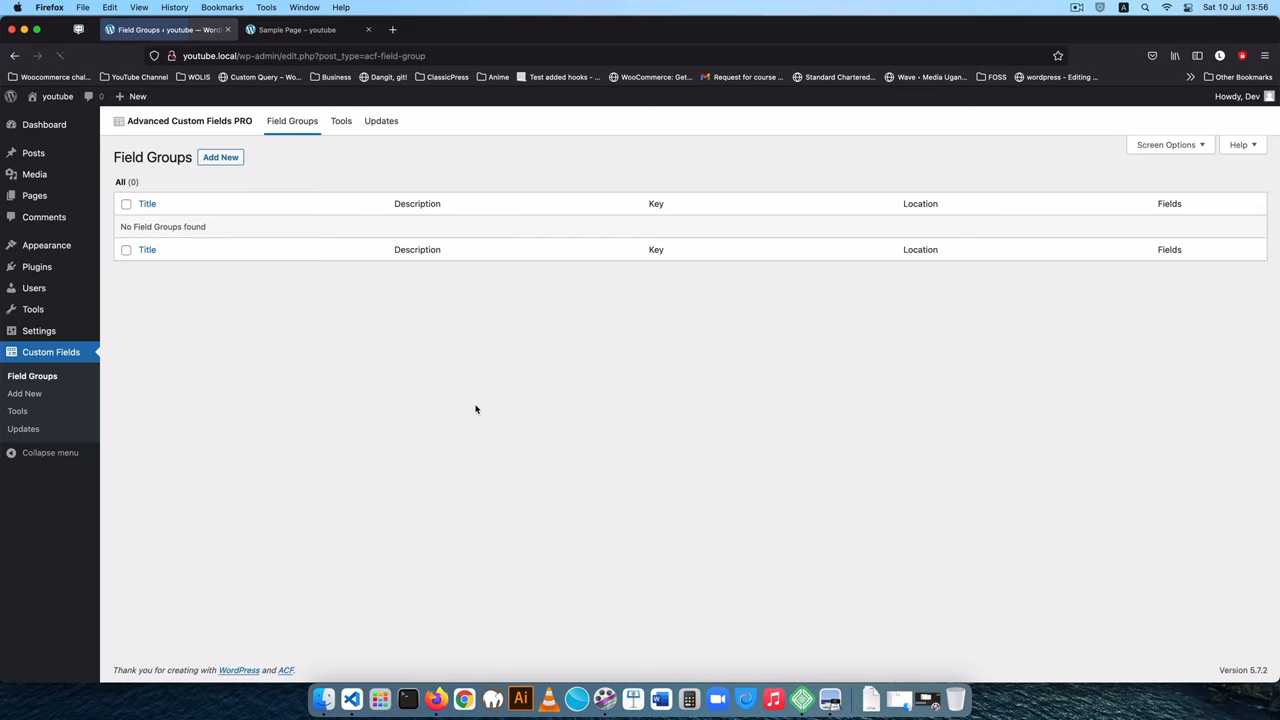 Firefox File Edit View History Bookmarks Tools Window Help
A
Sat 10 Jul 13:56
Field Groups ‹ youtube — Word
Sample Page – youtube
youtube.local/wp-admin/edit.php?post_type=acf-field-group
L
Woocommerce chal...
YouTube Channel
WOLIS
Custom Query – Wo...
Business
Dangit, git!
ClassicPress
Anime
Test added hooks - ...
WooCommerce: Get...
Request for course ...
Standard Chartered...
Wave • Media Ugan...
FOSS
wordpress - Editing ...
Other Bookmarks
youtube
0
New
Howdy, Dev
Dashboard
Posts
Media
Pages
Comments
Appearance
Plugins
Users
Tools
Settings
Custom Fields
Field Groups
Add New
Tools
Updates
Collapse menu
Advanced Custom Fields PRO Field Groups Tools Updates
Screen Options
Help
Field Groups Add New
All (0)
Title Description Key Location Fields
No Field Groups found
Title Description Key Location Fields
Thank you for creating with WordPress and ACF.
Version 5.7.2
Ai